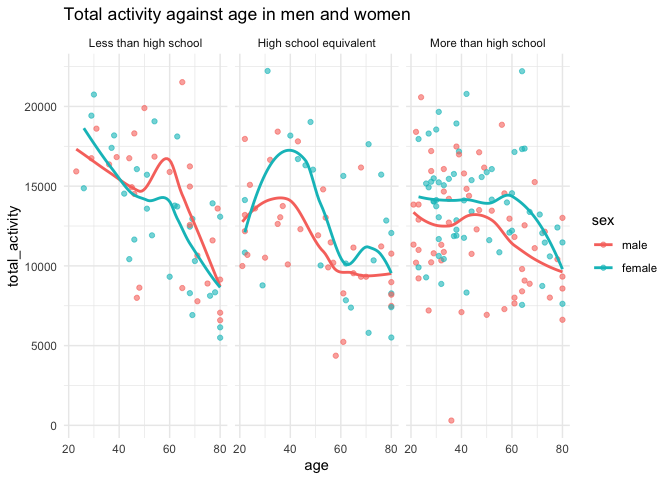 Total activity against age in men and women
Less than high school
High school equivalent
More than high school
20000
15000
10000
5000
0
total_activity
20 40 60 80
20 40 60 80
20 40 60 80
age
sex
male
female